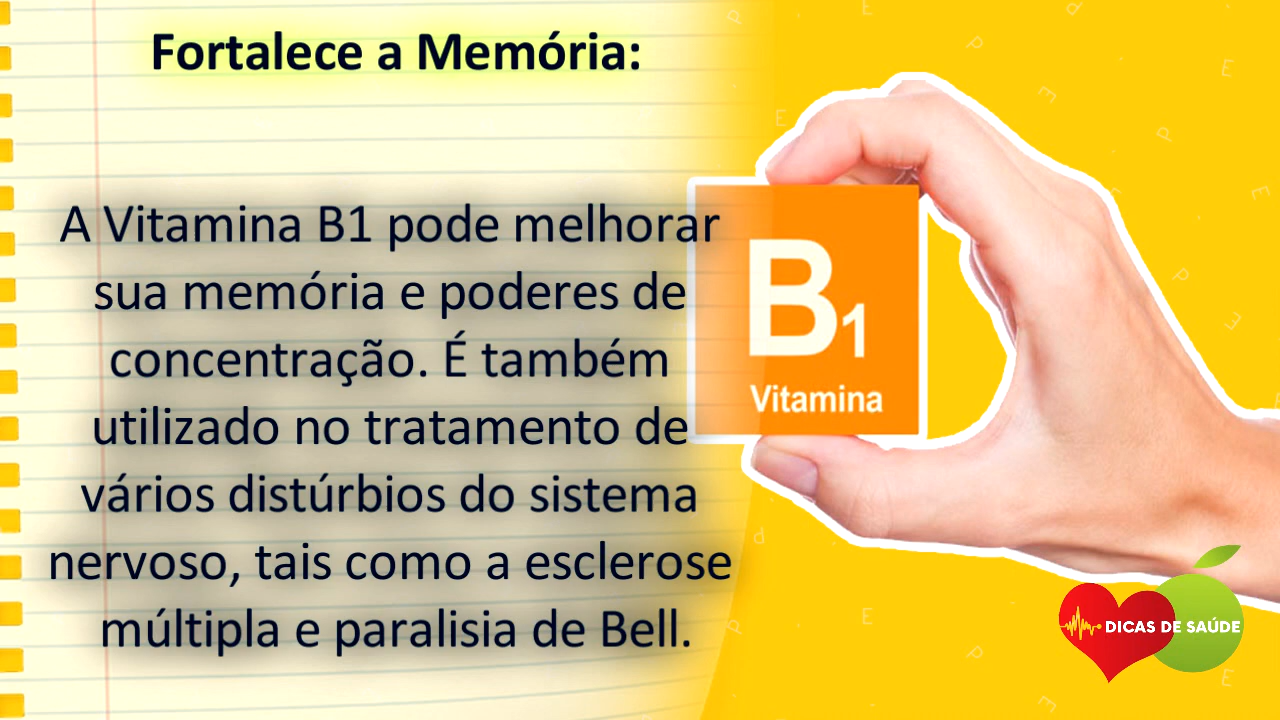 Fortalece a Memória:
A Vitamina B1 pode melhorar
sua memória e poderes de
concentração. É também
utilizado no tratamento de
vários distúrbios do sistema
nervoso, tais como a esclerose
múltipla e paralisia de Bell.
B1
Vitamina
DICAS DE SAÚDE